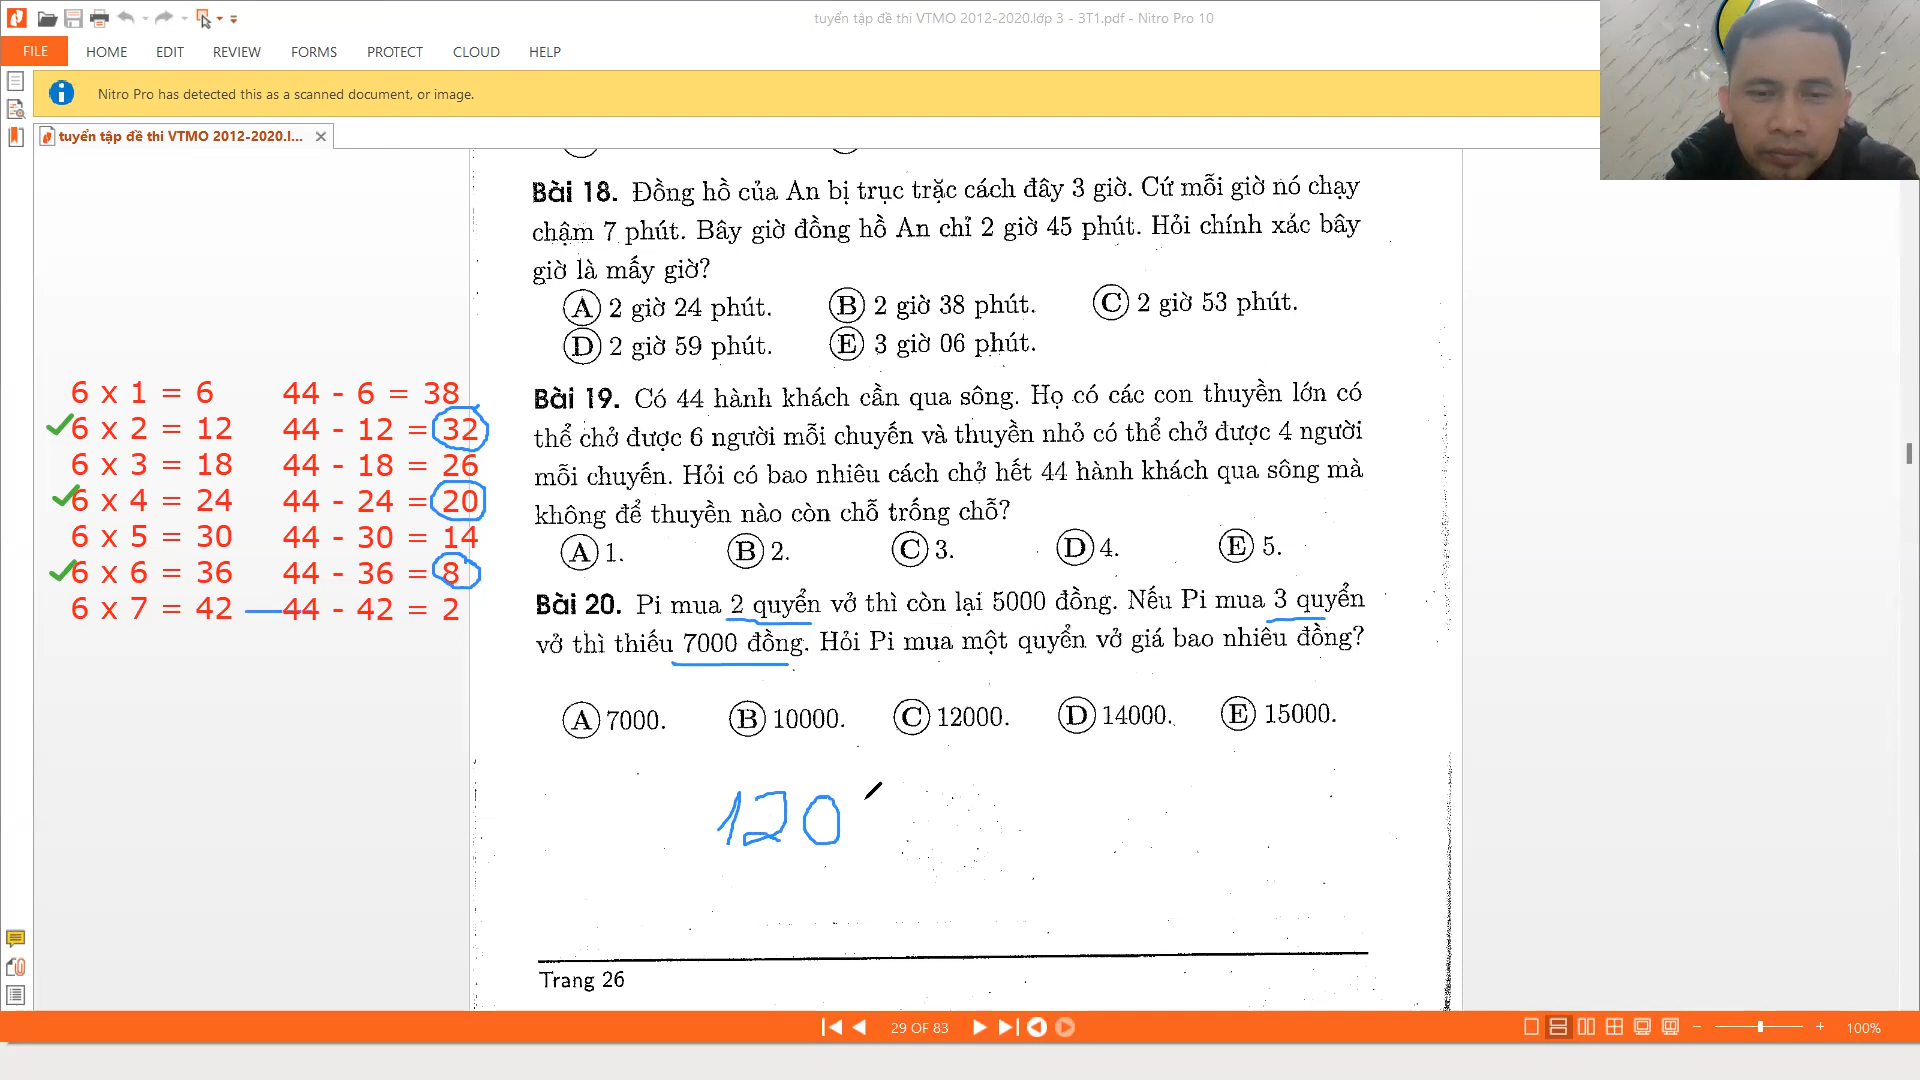 tuyển tập đề thi VTMO 2012-2020.lớp 3 - 3T1.pdf - Nitro Pro 10
FILE HOME EDIT REVIEW FORMS PROTECT CLOUD HELP
Nitro Pro has detected this as a scanned document, or image.
tuyển tập đề thi VTMO 2012-2020.l...
Bài 18. Đồng hồ của An bị trục trặc cách đây 3 giờ. Cứ mỗi giờ nó chạy
chậm 7 phút. Bây giờ đồng hồ An chỉ 2 giờ 45 phút. Hỏi chính xác bây
giờ là mấy giờ?
A 2 giờ 24 phút. B 2 giờ 38 phút. C 2 giờ 53 phút.
D 2 giờ 59 phút. E 3 giờ 06 phút.
6 x 1 = 6 44 - 6 = 38
6 x 2 = 12 44 - 12 = 32
6 x 3 = 18 44 - 18 = 26
6 x 4 = 24 44 - 24 = 20
6 x 5 = 30 44 - 30 = 14
6 x 6 = 36 44 - 36 = 8
6 x 7 = 42 44 - 42 = 2
Bài 19. Có 44 hành khách cần qua sông. Họ có các con thuyền lớn có
thể chở được 6 người mỗi chuyến và thuyền nhỏ có thể chở được 4 người
mỗi chuyến. Hỏi có bao nhiêu cách chở hết 44 hành khách qua sông mà
không để thuyền nào còn chỗ trống chỗ?
A 1. B 2. C 3. D 4. E 5.
Bài 20. Pi mua 2 quyển vở thì còn lại 5000 đồng. Nếu Pi mua 3 quyển
vở thì thiếu 7000 đồng. Hỏi Pi mua một quyển vở giá bao nhiêu đồng?
A 7000. B 10000. C 12000. D 14000. E 15000.
120
Trang 26
29 OF 83
100%